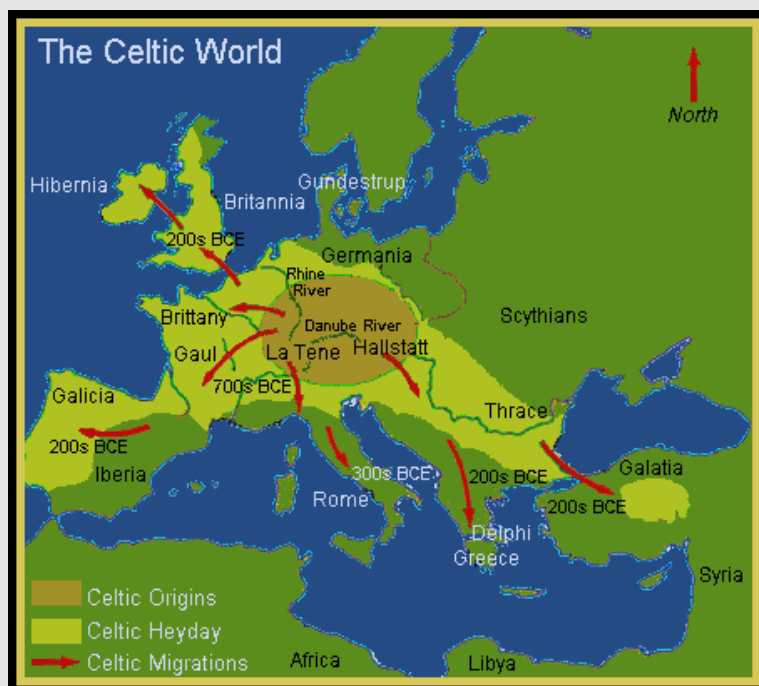 The Celtic World
North
Hibernia
Britannia
Gundestrup
200s BCE
Germania
Rhine
River
Brittany
Danube River
Scythians
Gaul
La Tene
Hallstatt
700s BCE
Galicia
Thrace
200s BCE
Iberia
300s BCE
200s BCE
Galatia
Rome
200s BCE
Delphi
Greece
Syria
Celtic Origins
Celtic Heyday
Celtic Migrations
Africa
Libya